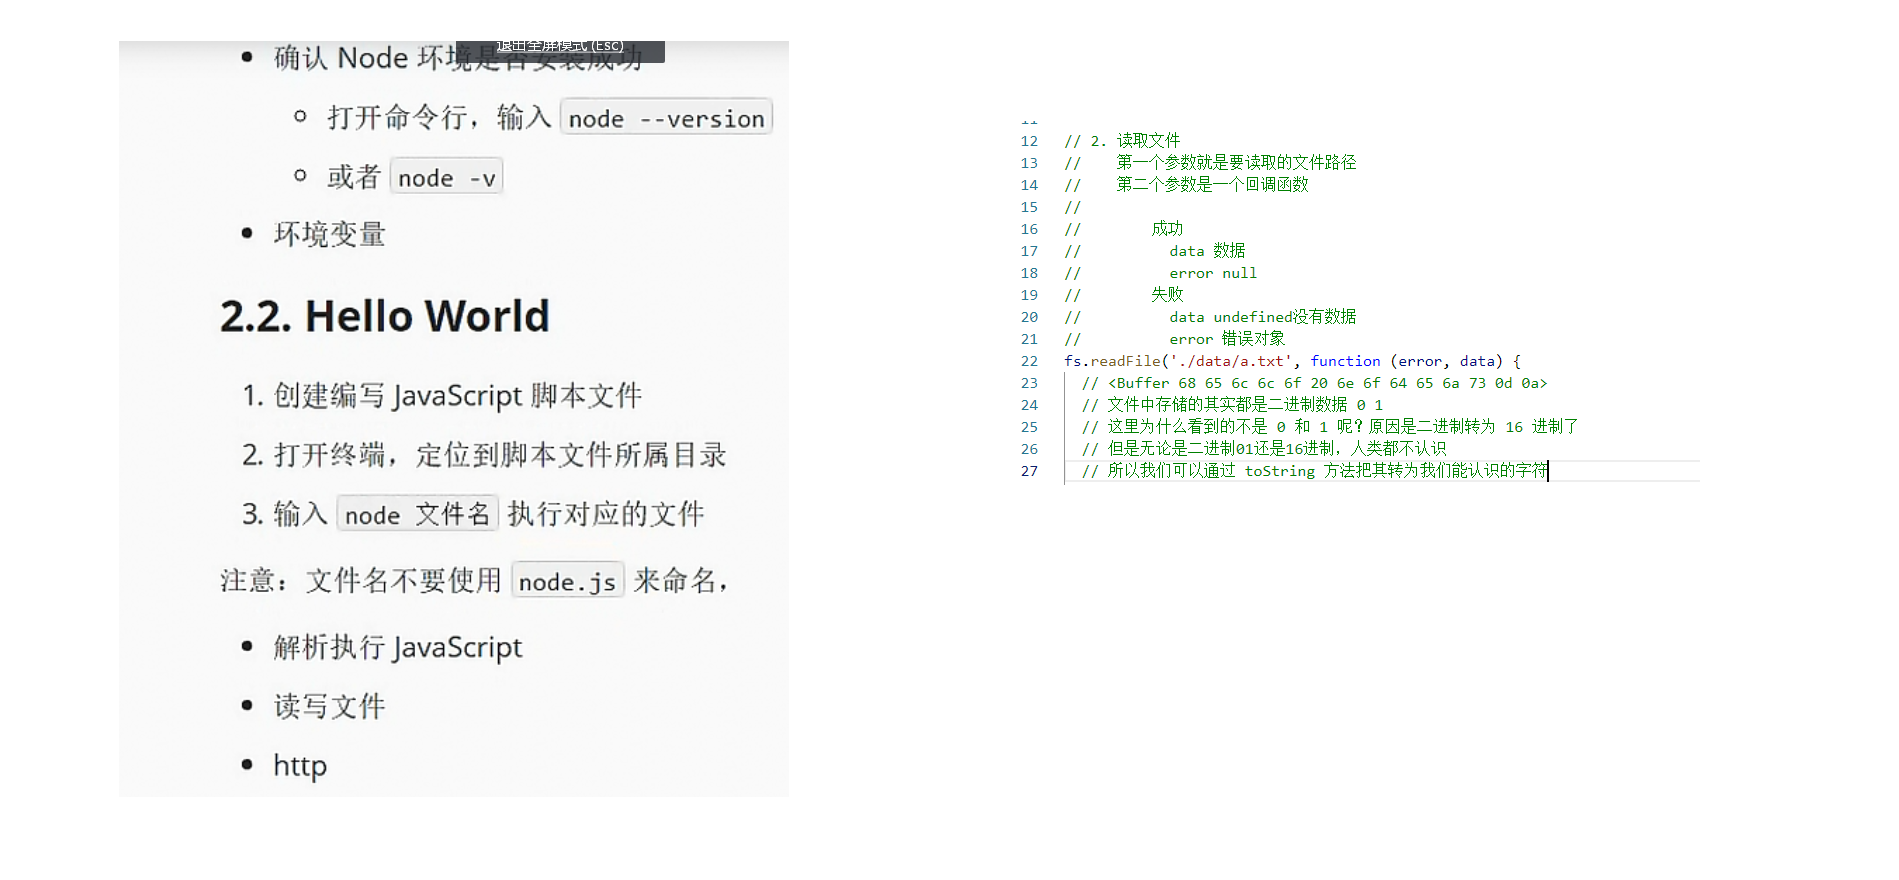 退出全屏模式 (Esc)
确认 Node 环境是否安装成功
打开命令行，输入 node --version
或者 node -v
环境变量
2.2. Hello World
1. 创建编写 JavaScript 脚本文件
2. 打开终端，定位到脚本文件所属目录
3. 输入 node 文件名 执行对应的文件
注意：文件名不要使用 node.js 来命名，
解析执行 JavaScript
读写文件
http
11
12 // 2. 读取文件
13 //    第一个参数就是要读取的文件路径
14 //    第二个参数是一个回调函数
15 //
16 //        成功
17 //          data 数据
18 //          error null
19 //        失败
20 //          data undefined没有数据
21 //          error 错误对象
22 fs.readFile('./data/a.txt', function (error, data) {
23   // <Buffer 68 65 6c 6c 6f 20 6e 6f 64 65 6a 73 0d 0a>
24   // 文件中存储的其实都是二进制数据 0 1
25   // 这里为什么看到的不是 0 和 1 呢？原因是二进制转为 16 进制了
26   // 但是无论是二进制01还是16进制，人类都不认识
27   // 所以我们可以通过 toString 方法把其转为我们能认识的字符